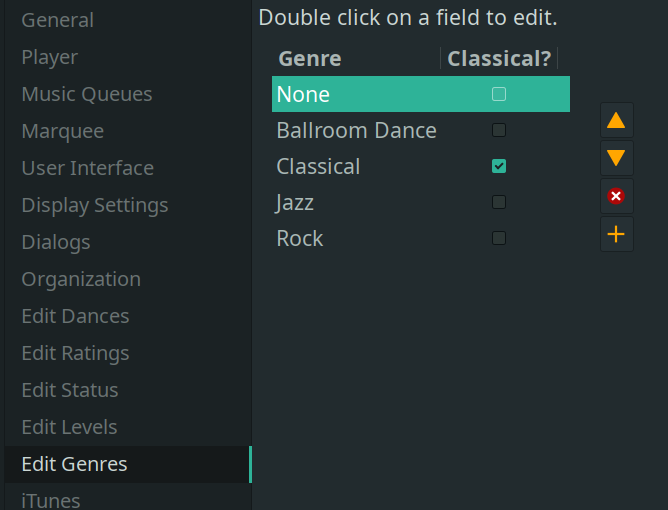 General
Player
Music Queues
Marquee
User Interface
Display Settings
Dialogs
Organization
Edit Dances
Edit Ratings
Edit Status
Edit Levels
Edit Genres
iTunes
Double click on a field to edit.
Genre Classical?
None
Ballroom Dance
Classical
Jazz
Rock